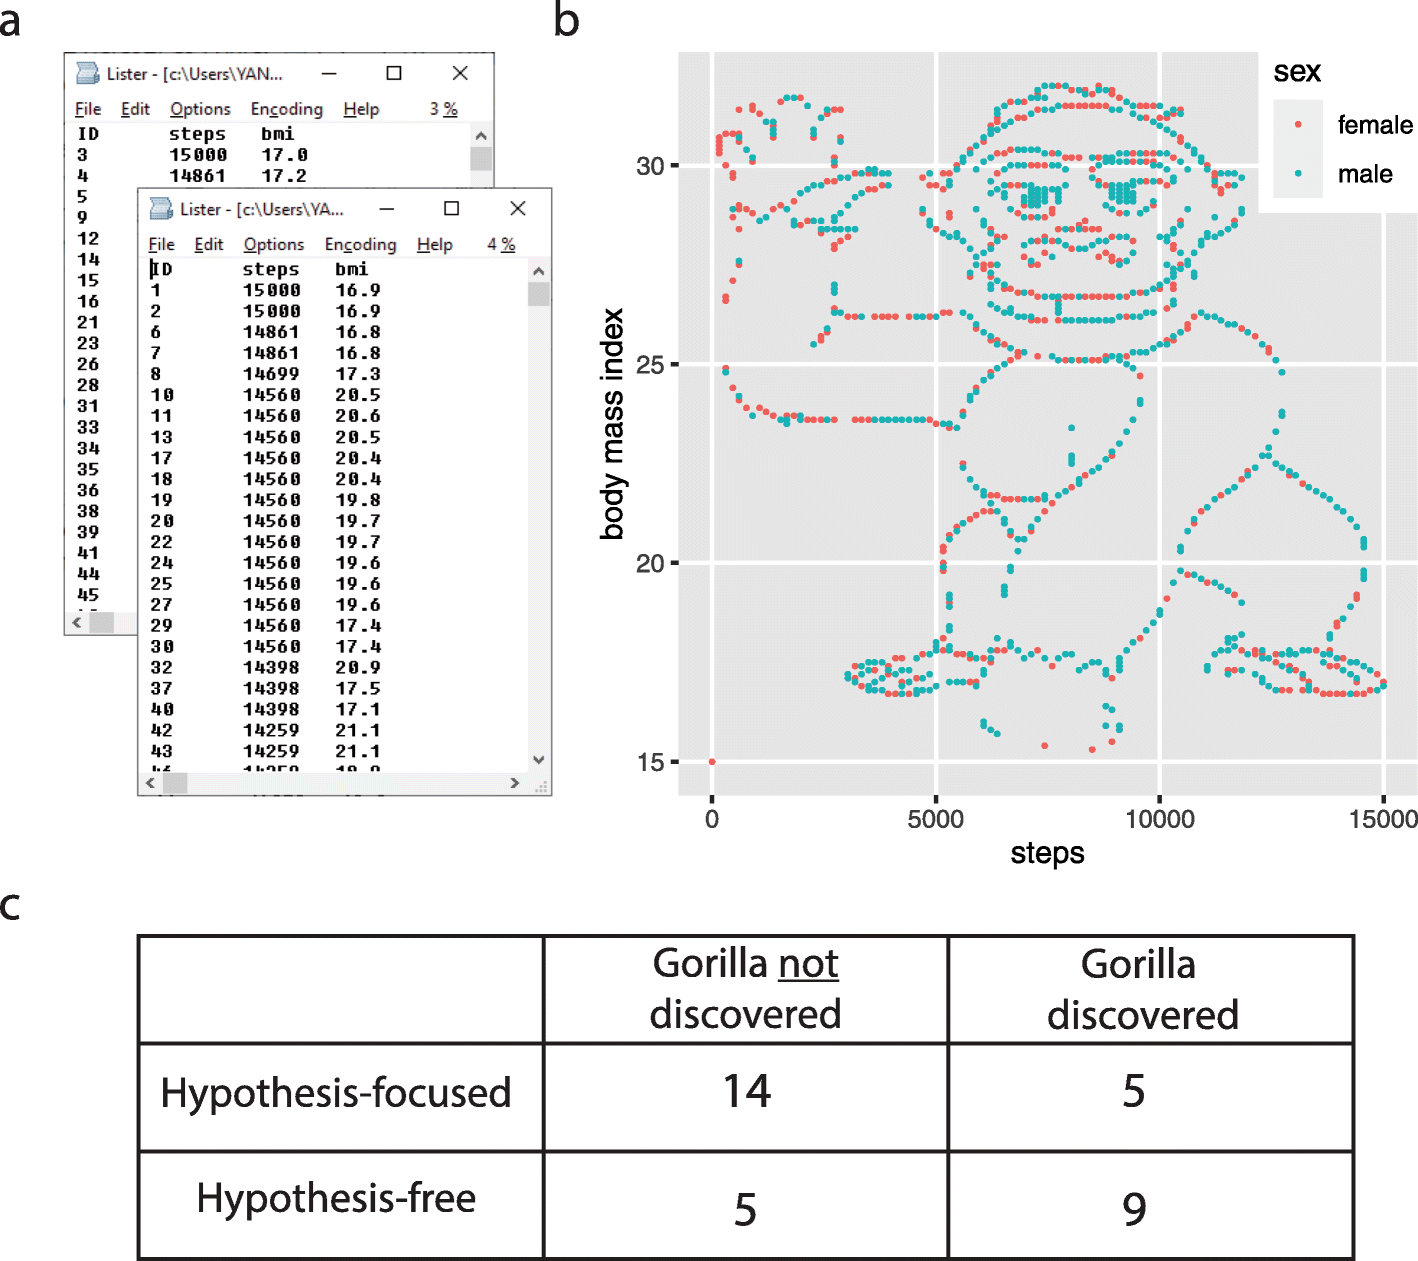 a
Lister - [c:\Users\YAN...
File Edit Options Encoding Help 3 %
ID steps bmi
3 15000 17.0
4 14861 17.2
5
9
12
14
15
16
21
23
26
28
31
33
34
35
36
38
39
41
44
45
Lister - [c:\Users\YA...
File Edit Options Encoding Help 4 %
ID steps bmi
1 15000 16.9
2 15000 16.9
6 14861 16.8
7 14861 16.8
8 14699 17.3
10 14560 20.5
11 14560 20.6
13 14560 20.5
17 14560 20.4
18 14560 20.4
19 14560 19.8
20 14560 19.7
22 14560 19.7
24 14560 19.6
25 14560 19.6
27 14560 19.6
29 14560 17.4
30 14560 17.4
32 14398 20.9
37 14398 17.5
40 14398 17.1
42 14259 21.1
43 14259 21.1
b
sex
female
male
body mass index
30
25
20
15
0 5000 10000 15000
steps
c
Gorilla not
discovered
Gorilla
discovered
Hypothesis-focused 14 5
Hypothesis-free 5 9